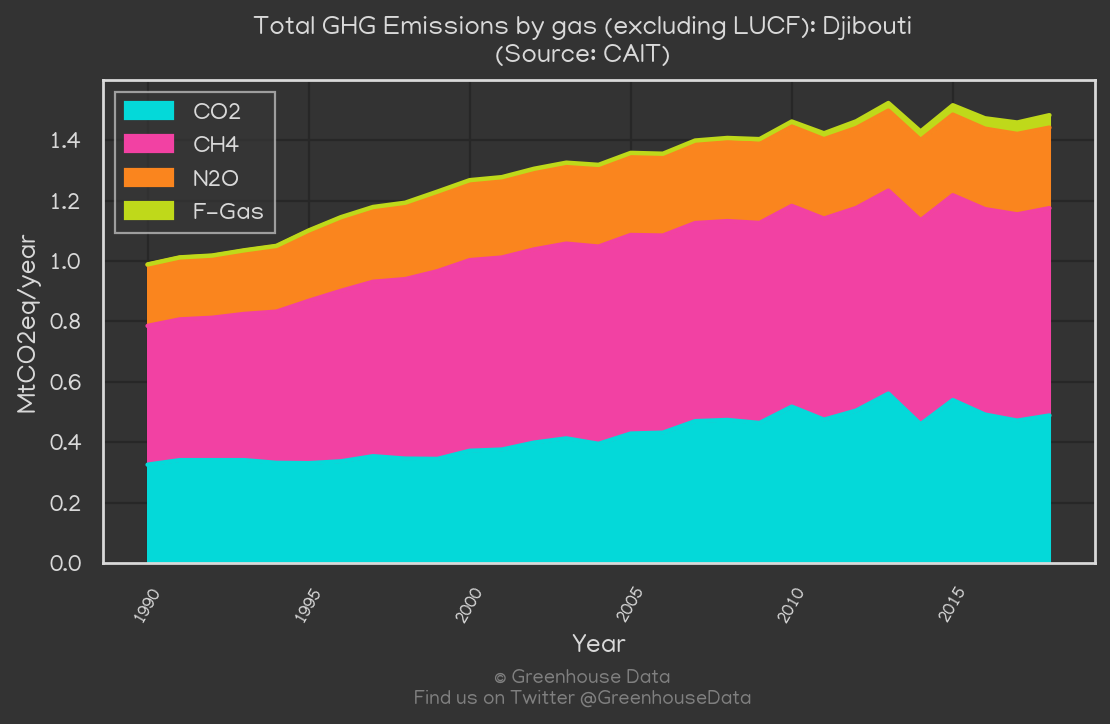 Total GHG Emissions by gas (excluding LUCF): Djibouti
(Source: CAIT)
CO2
CH4
N2O
F-Gas
MtCO2eq/year
1.4
1.2
1.0
0.8
0.6
0.4
0.2
0.0
1990
1995
2000
2005
2010
2015
Year
© Greenhouse Data
Find us on Twitter @GreenhouseData